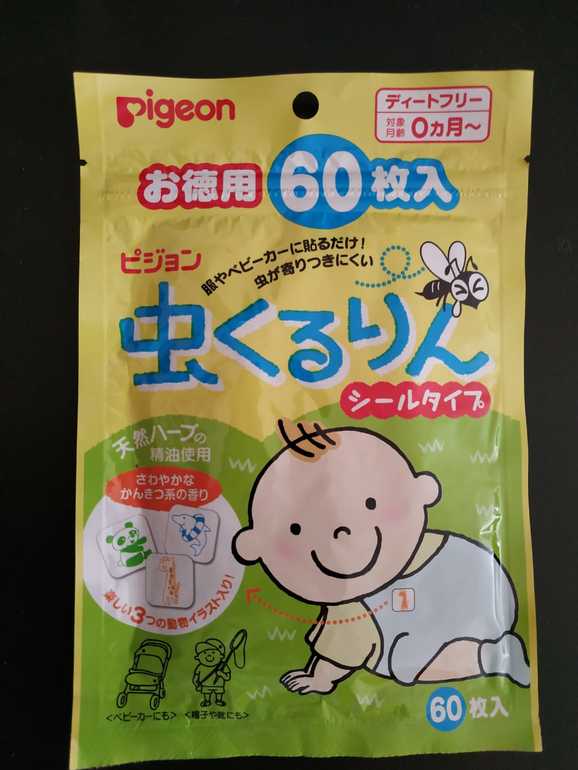 Pigeon
ディートフリー
対象月齢 0ヵ月〜
お徳用 60枚入
ピジョン
服やベビーカーに貼るだけ!
虫が寄りつきにくい
虫くるりん
シールタイプ
天然ハーブの
精油使用
さわやかな
かんきつ系の香り
楽しい3つの動物イラスト入り!
<ベビーカーにも> <帽子や靴にも>
60枚入